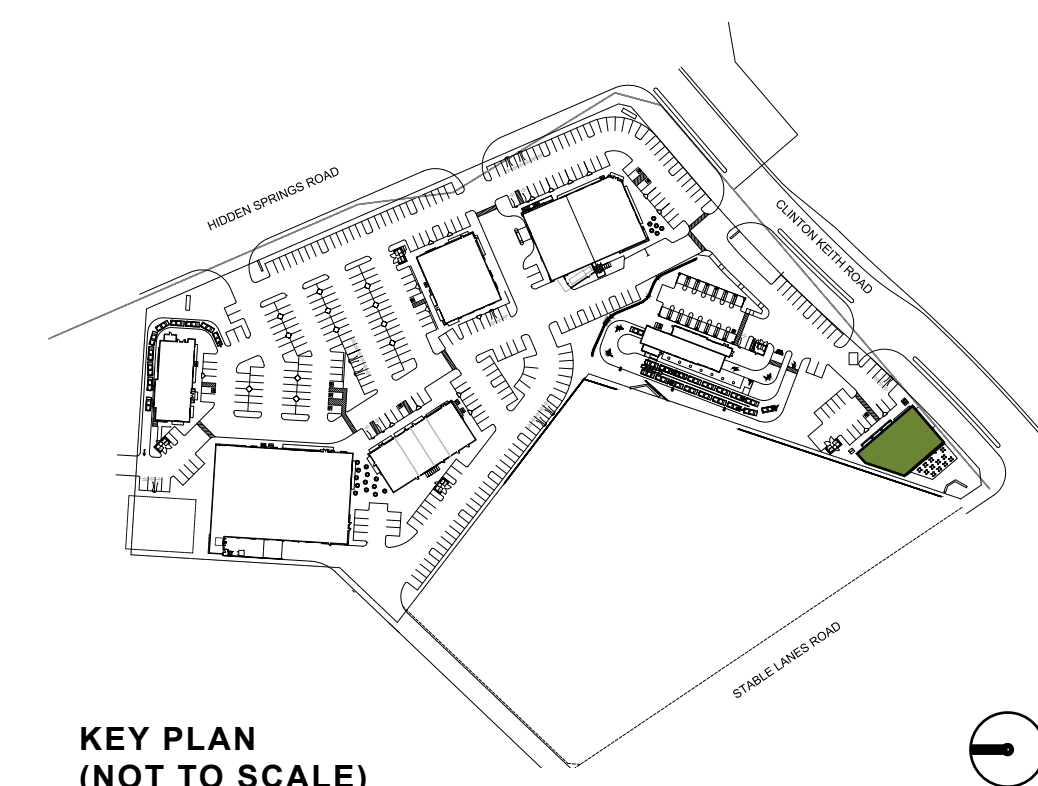 HIDDEN SPRINGS ROAD
CLINTON KEITH ROAD
STABLE LANES ROAD
KEY PLAN
(NOT TO SCALE)